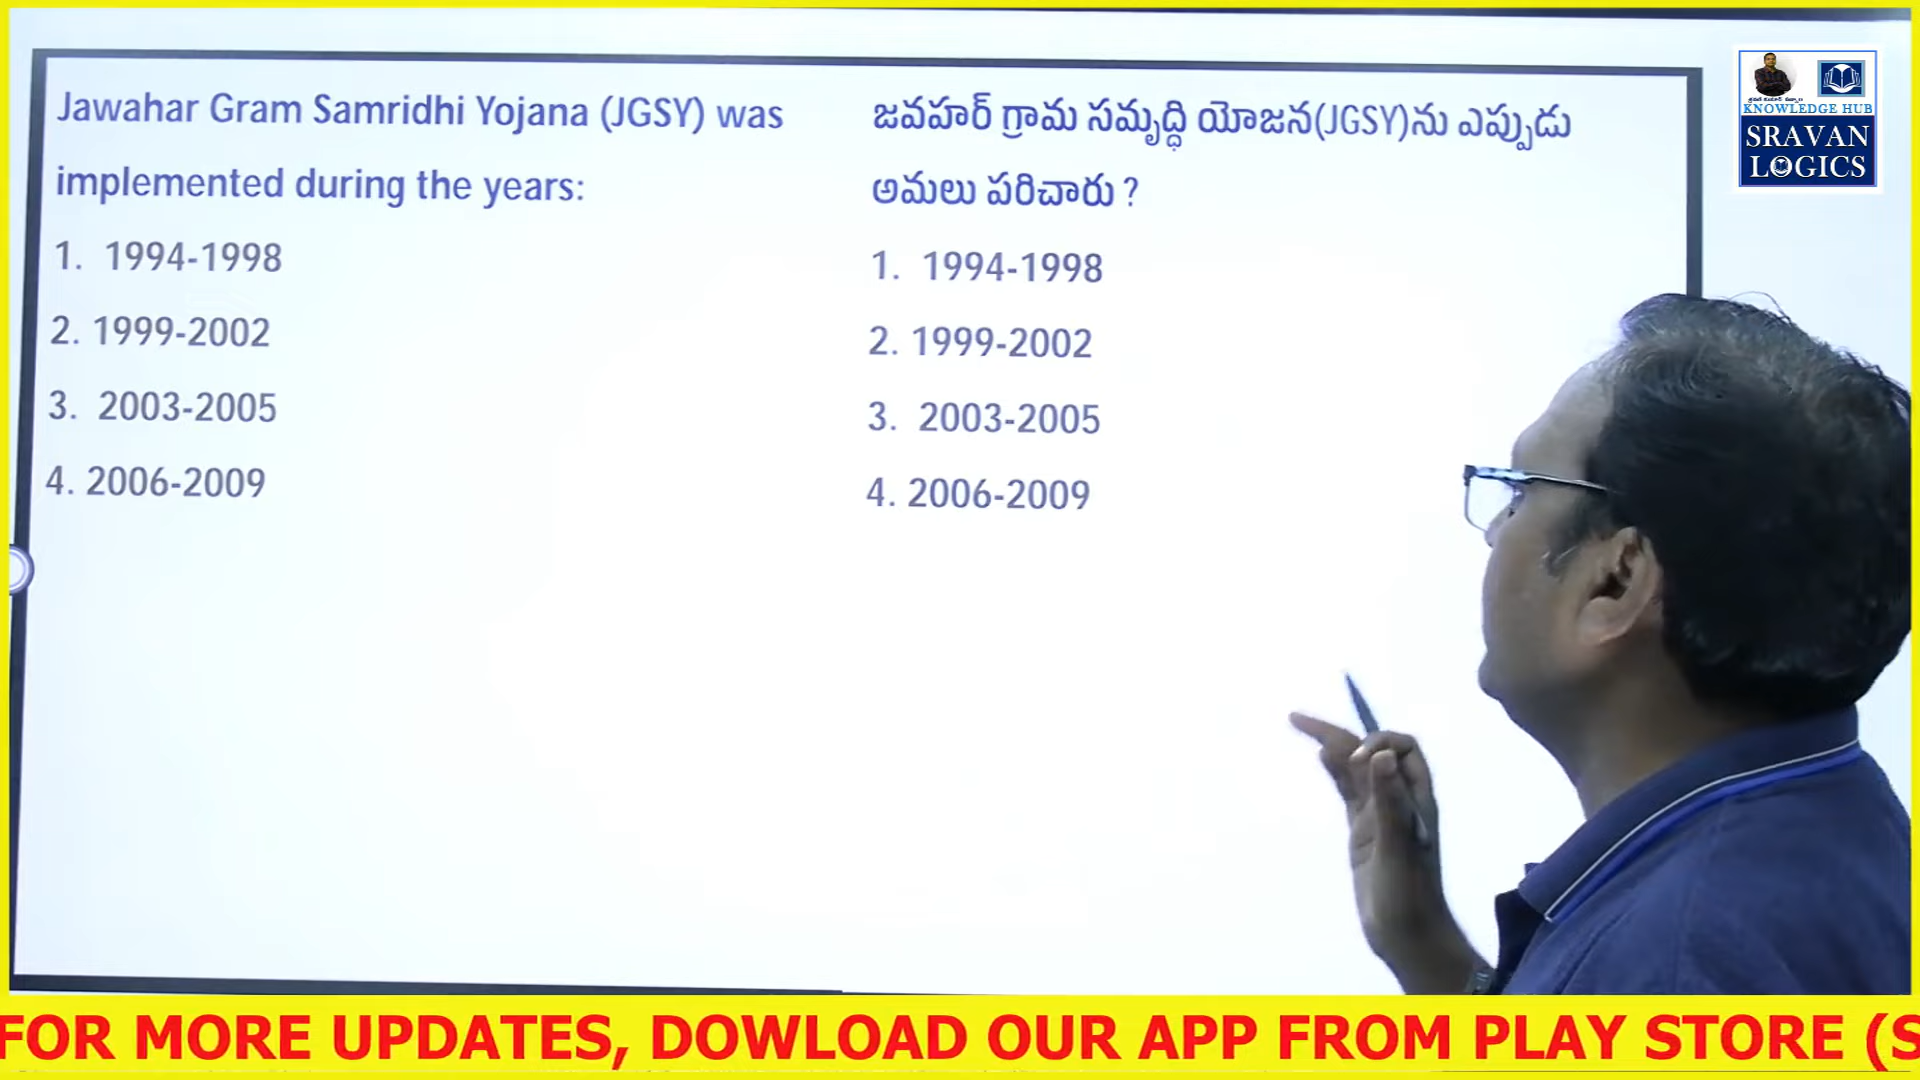 Jawahar Gram Samridhi Yojana (JGSY) was
implemented during the years:
1. 1994-1998
2. 1999-2002
3. 2003-2005
4. 2006-2009
జవహర్ గ్రామ సమృద్ధి యోజన(JGSY)ను ఎప్పుడు
అమలు పరిచారు ?
1. 1994-1998
2. 1999-2002
3. 2003-2005
4. 2006-2009
KNOWLEDGE HUB
SRAVAN
LOGICS
FOR MORE UPDATES, DOWLOAD OUR APP FROM PLAY STORE (S